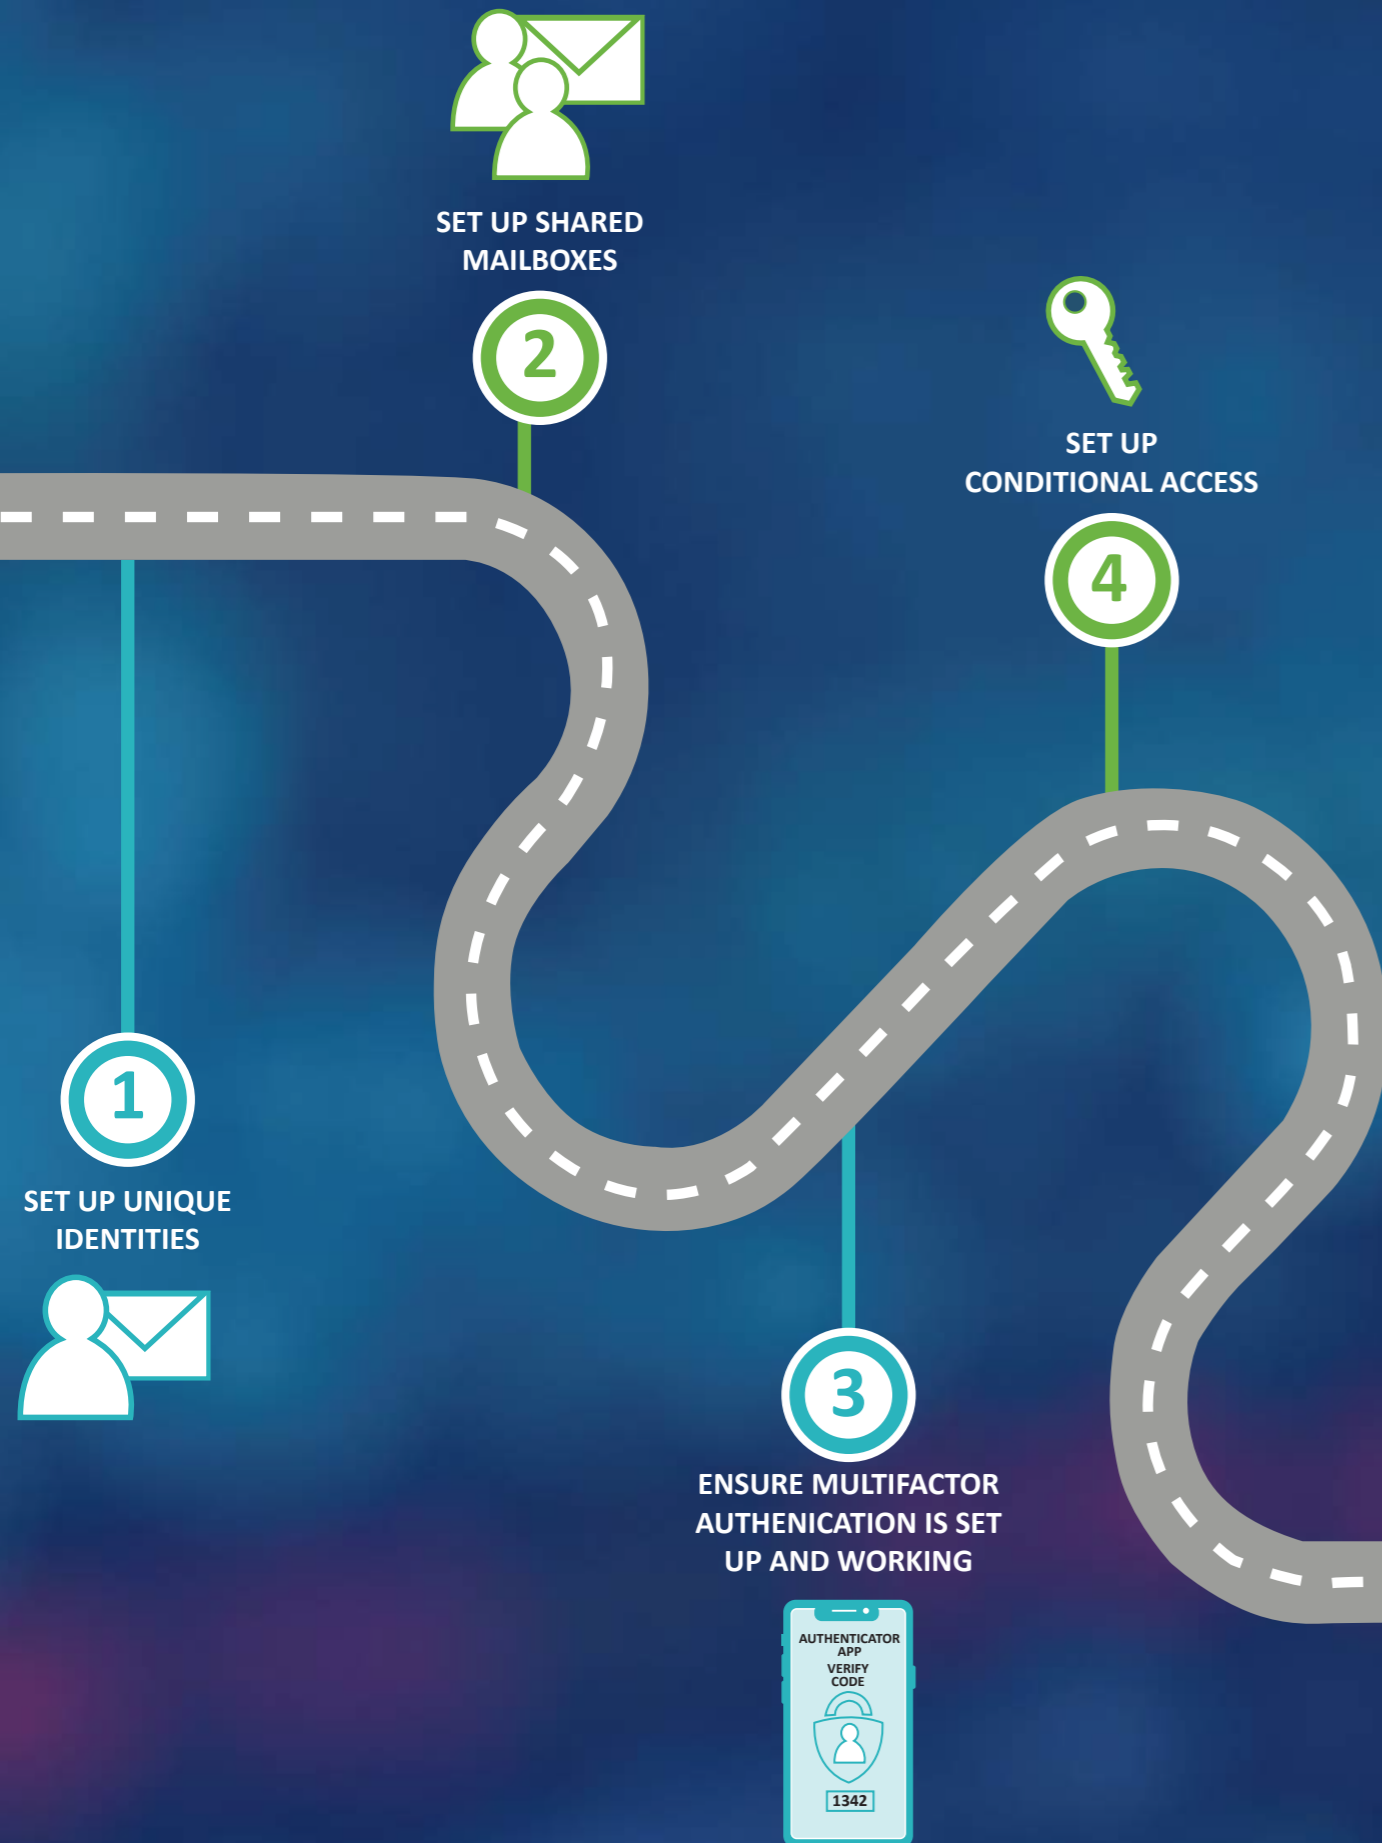 SET UP SHARED
MAILBOXES
2
SET UP
CONDITIONAL ACCESS
4
1
SET UP UNIQUE
IDENTITIES
3
ENSURE MULTIFACTOR
AUTHENICATION IS SET
UP AND WORKING
AUTHENTICATOR
APP
VERIFY
CODE
1342